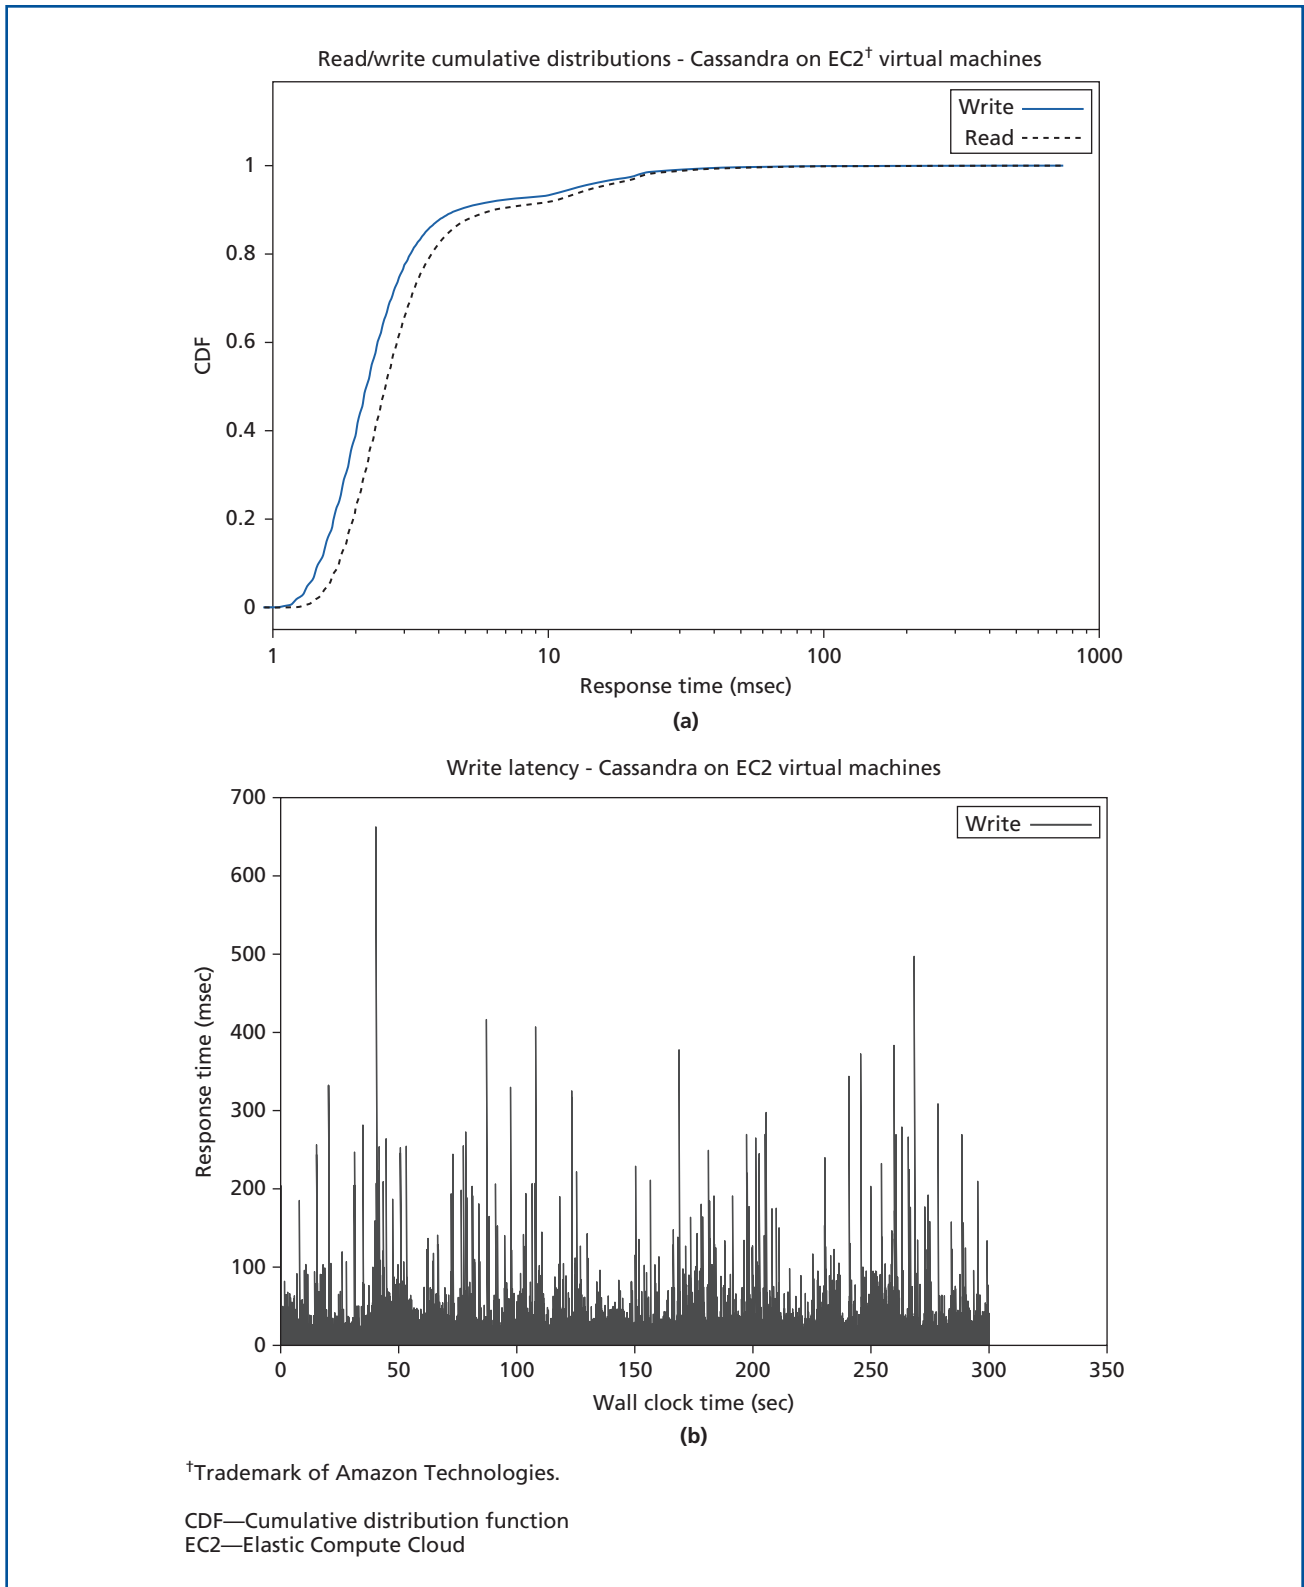 Read/write cumulative distributions - Cassandra on EC2† virtual machines
Write
Read
1
0.8
0.6
0.4
0.2
0
CDF
1 10 100 1000
Response time (msec)
(a)
Write latency - Cassandra on EC2 virtual machines
Write
700
600
500
400
300
200
100
0
Response time (msec)
0 50 100 150 200 250 300 350
Wall clock time (sec)
(b)
†Trademark of Amazon Technologies.
CDF—Cumulative distribution function
EC2—Elastic Compute Cloud